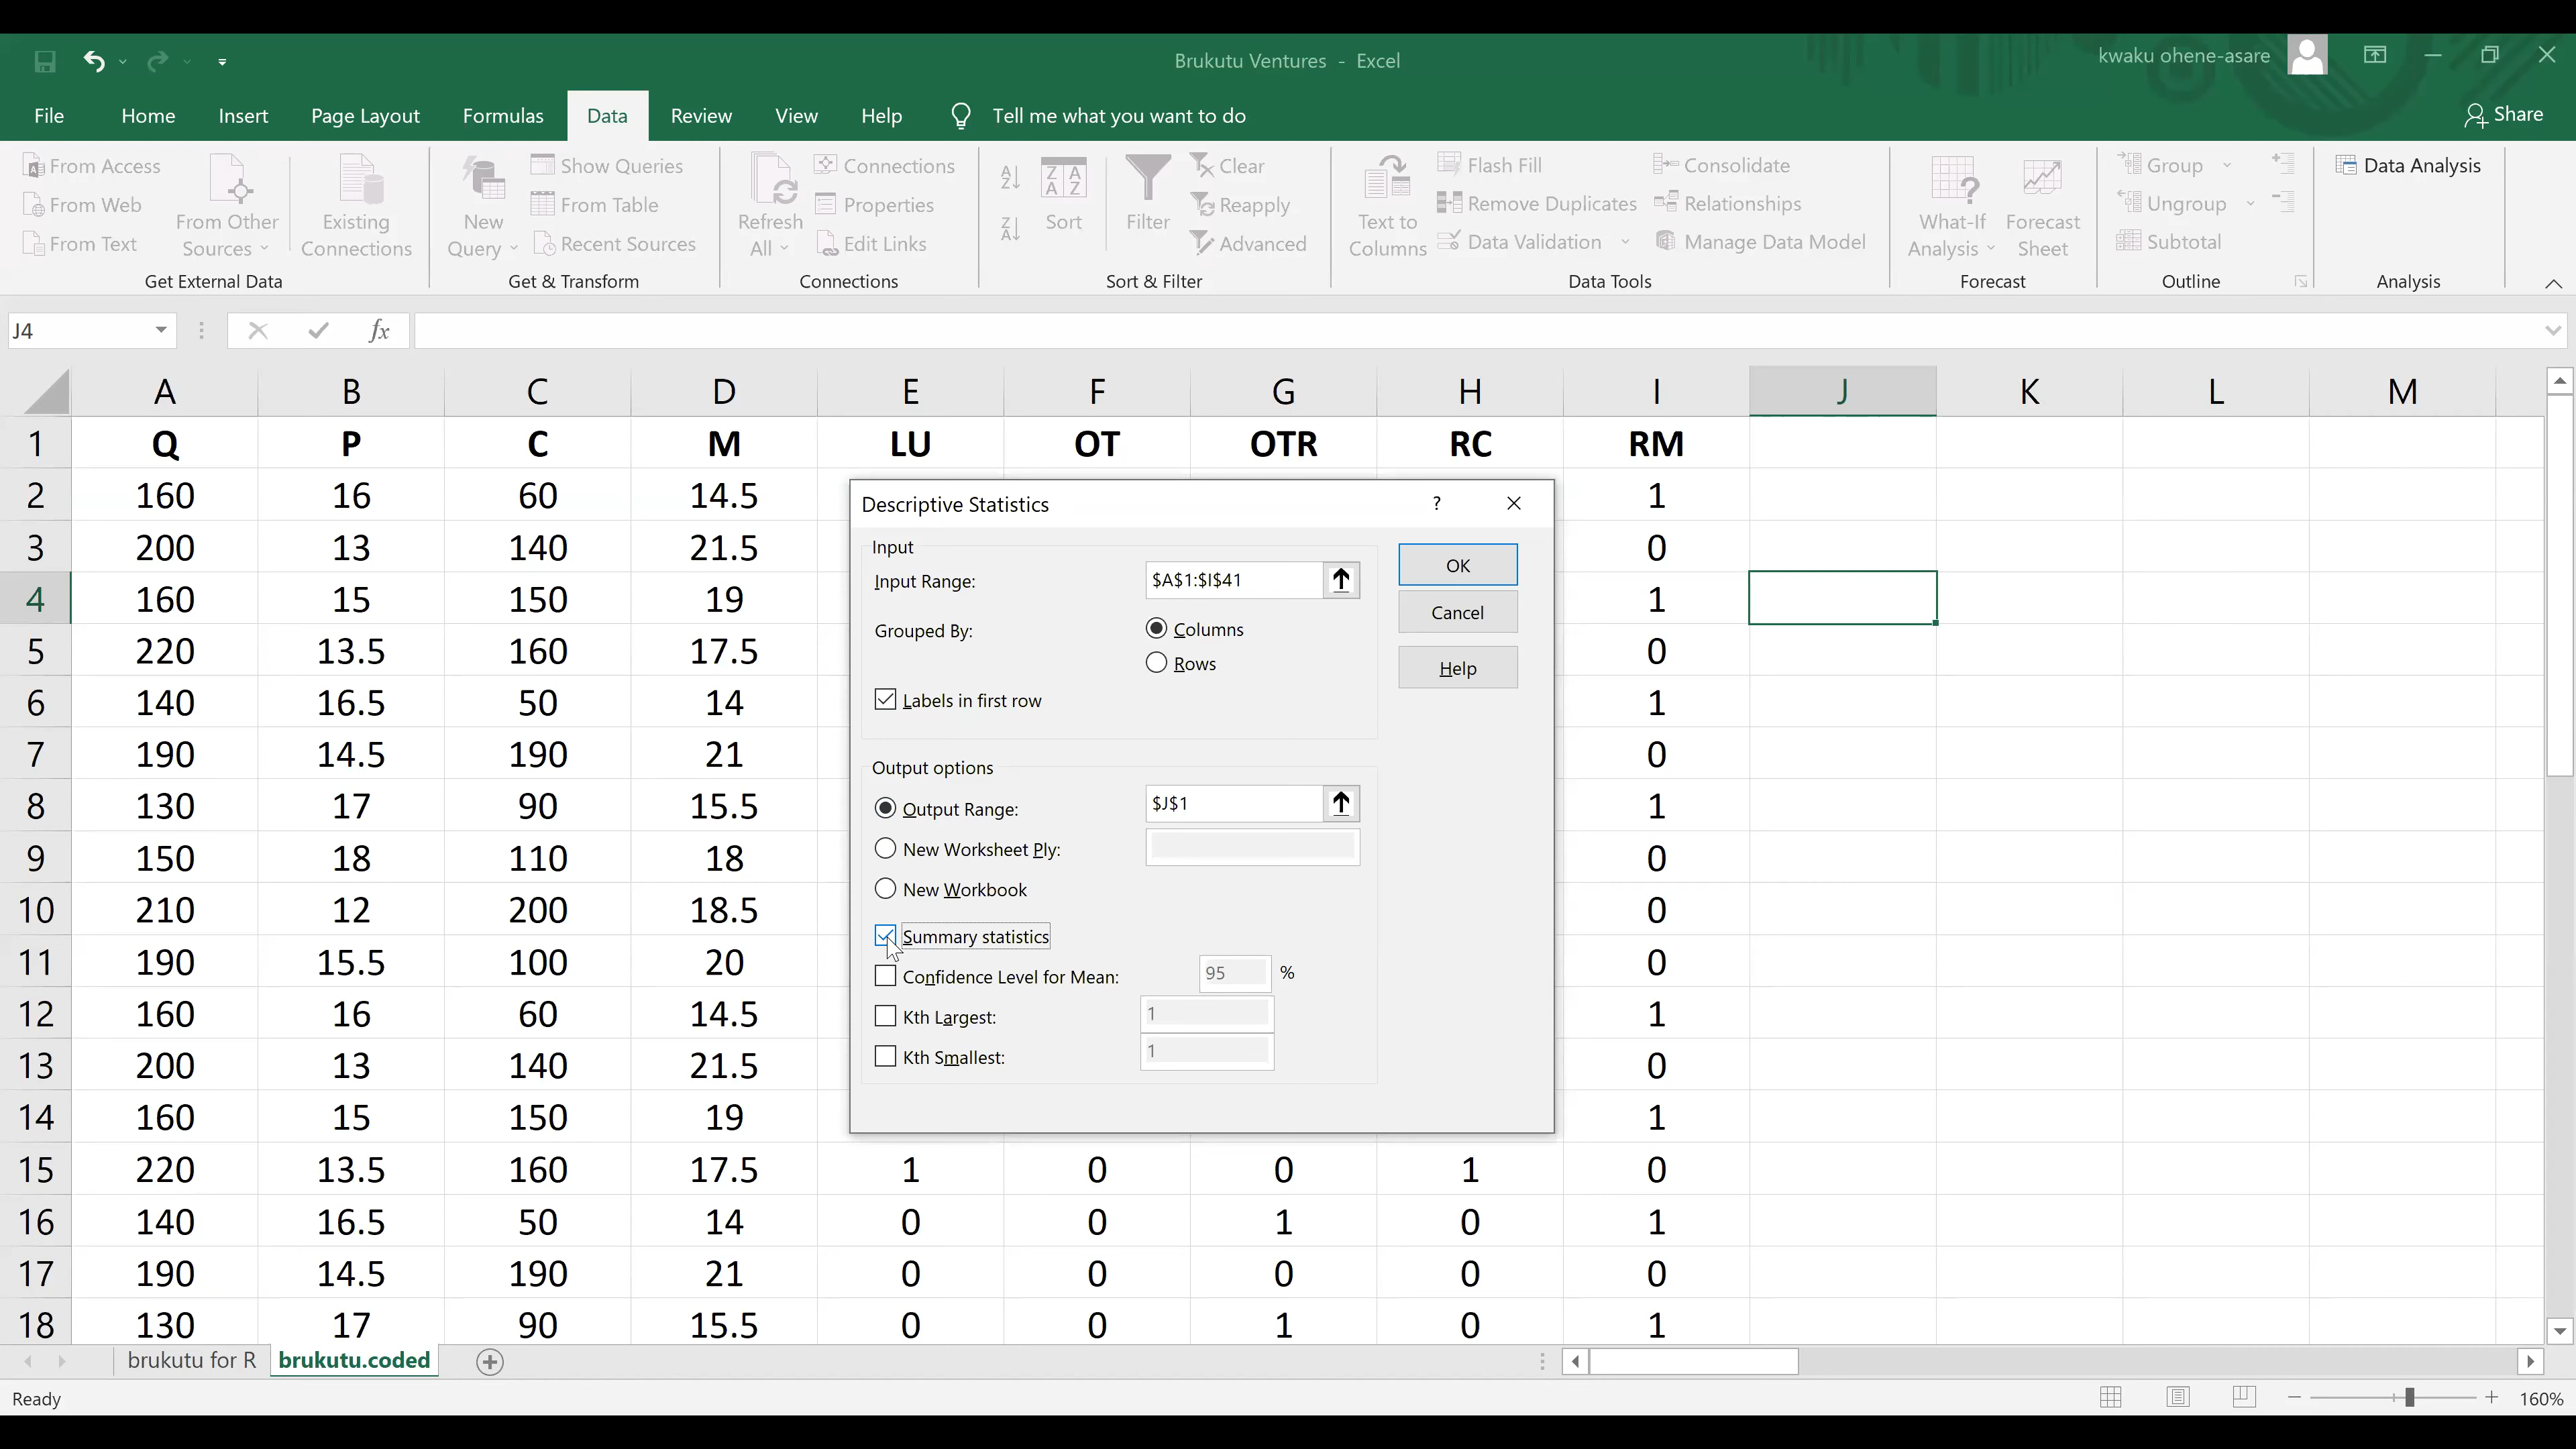 Brukutu Ventures - Excel
kwaku ohene-asare
File Home Insert Page Layout Formulas Data Review View Help Tell me what you want to do Share
From Access
From Web
From Text
From Other Sources
Existing Connections
Get External Data
New Query
Show Queries
From Table
Recent Sources
Get & Transform
Refresh All
Connections
Properties
Edit Links
Connections
Sort
Filter
Clear
Reapply
Advanced
Sort & Filter
Text to Columns
Flash Fill
Remove Duplicates
Data Validation
Consolidate
Relationships
Manage Data Model
Data Tools
What-If Analysis
Forecast Sheet
Forecast
Group
Ungroup
Subtotal
Outline
Data Analysis
Analysis
J4 fx
A B C D E F G H I J K L M
1 Q P C M LU OT OTR RC RM
2 160 16 60 14.5 1
3 200 13 140 21.5 0
4 160 15 150 19 1
5 220 13.5 160 17.5 0
6 140 16.5 50 14 1
7 190 14.5 190 21 0
8 130 17 90 15.5 1
9 150 18 110 18 0
10 210 12 200 18.5 0
11 190 15.5 100 20 0
12 160 16 60 14.5 1
13 200 13 140 21.5 0
14 160 15 150 19 1
15 220 13.5 160 17.5 1 0 0 1 0
16 140 16.5 50 14 0 0 1 0 1
17 190 14.5 190 21 0 0 0 0 0
18 130 17 90 15.5 0 0 1 0 1
Descriptive Statistics ?
Input
Input Range: $A$1:$I$41
Grouped By: Columns
Rows
Labels in first row
OK
Cancel
Help
Output options
Output Range: $J$1
New Worksheet Ply:
New Workbook
Summary statistics
Confidence Level for Mean: 95 %
Kth Largest: 1
Kth Smallest: 1
brukutu for R brukutu.coded
Ready 160%